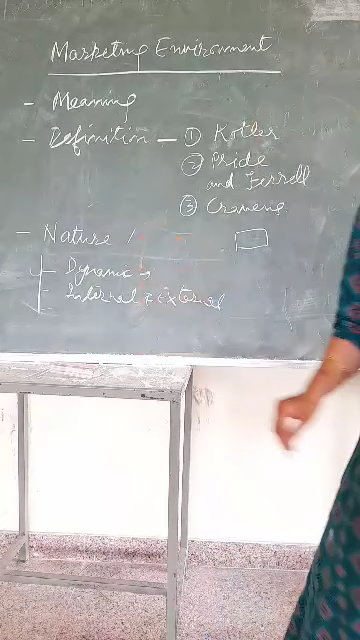 Marketing Environment
- Meaning
- Definition - ① Kotler
② Pride
and Ferrell
③ Cravens
- Nature /
- Dynamic
- Internal & external